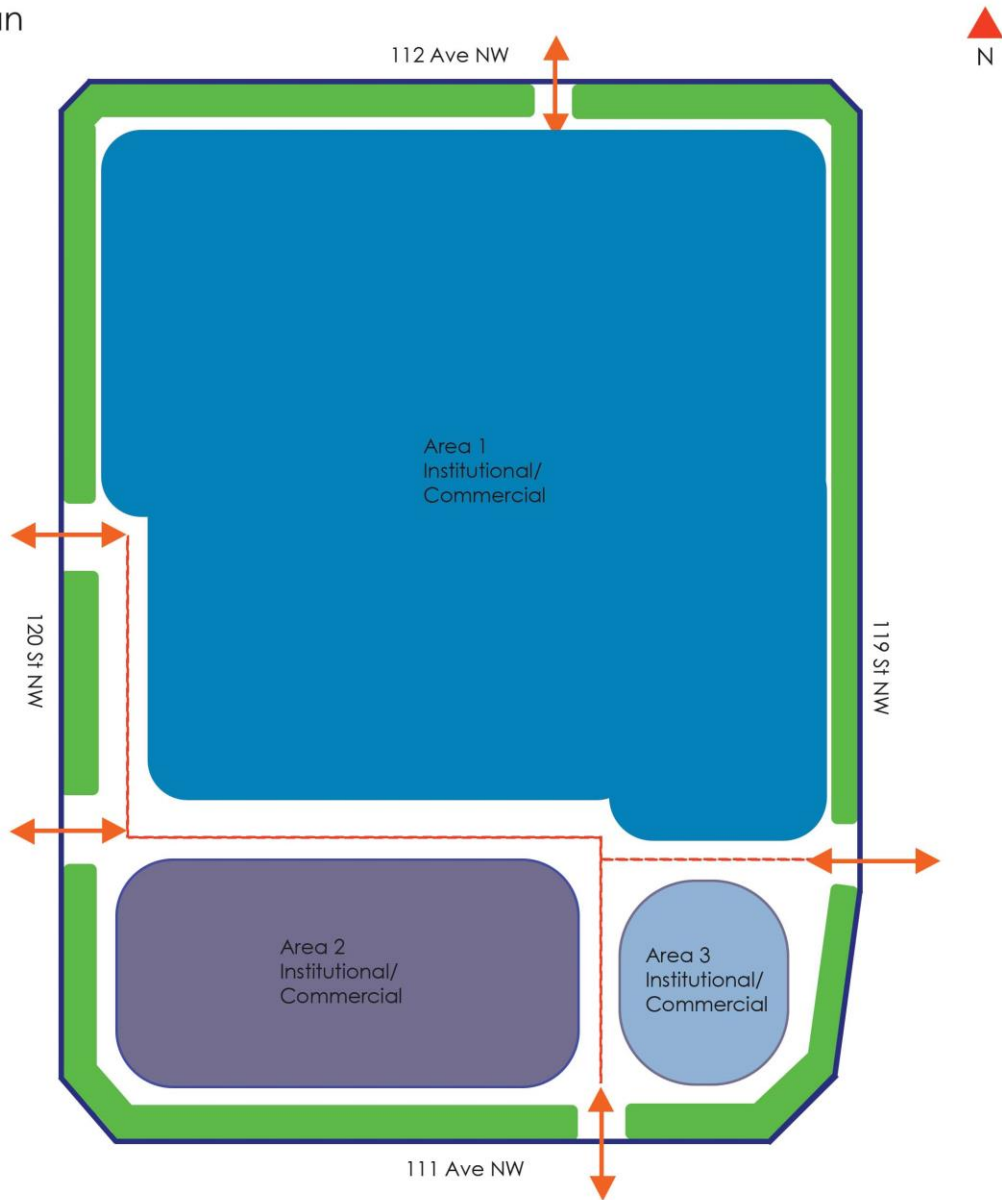 112 Ave NW
N
Area 1
Institutional/
Commercial
120 St NW
119 St NW
Area 2
Institutional/
Commercial
Area 3
Institutional/
Commercial
111 Ave NW